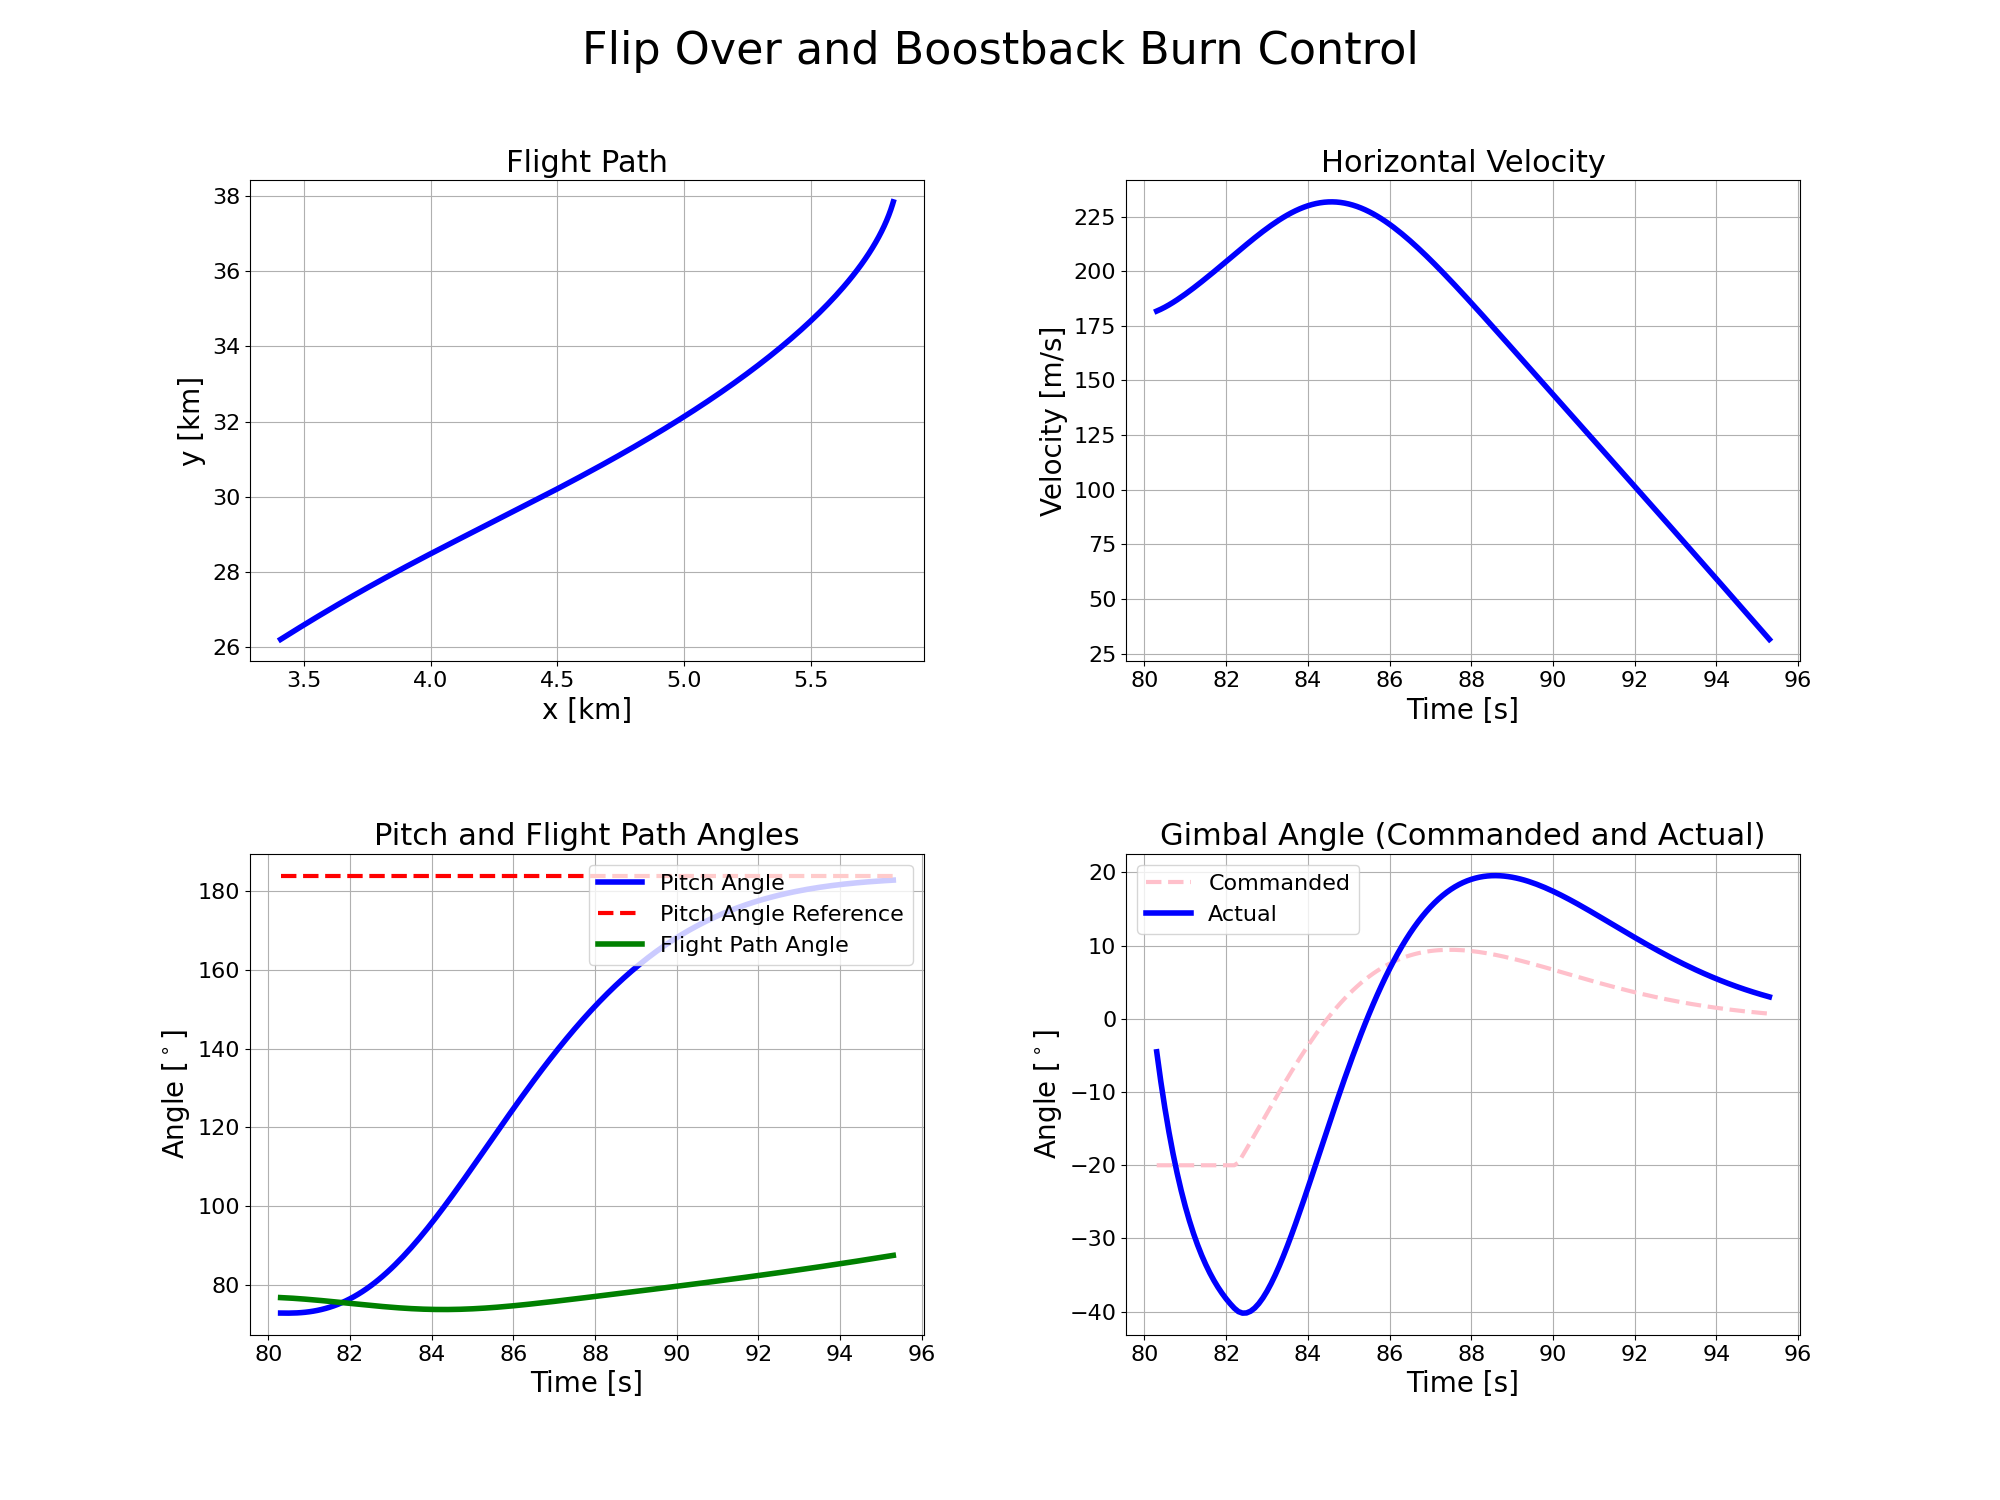 Flip Over and Boostback Burn Control
Flight Path
38
36
34
32
30
28
26
y [km]
3.5 4.0 4.5 5.0 5.5
x [km]
Horizontal Velocity
225
200
175
150
125
100
75
50
25
Velocity [m/s]
80 82 84 86 88 90 92 94 96
Time [s]
Pitch and Flight Path Angles
Pitch Angle
Pitch Angle Reference
Flight Path Angle
180
160
140
120
100
80
Angle [°]
80 82 84 86 88 90 92 94 96
Time [s]
Gimbal Angle (Commanded and Actual)
Commanded
Actual
20
10
0
−10
−20
−30
−40
Angle [°]
80 82 84 86 88 90 92 94 96
Time [s]